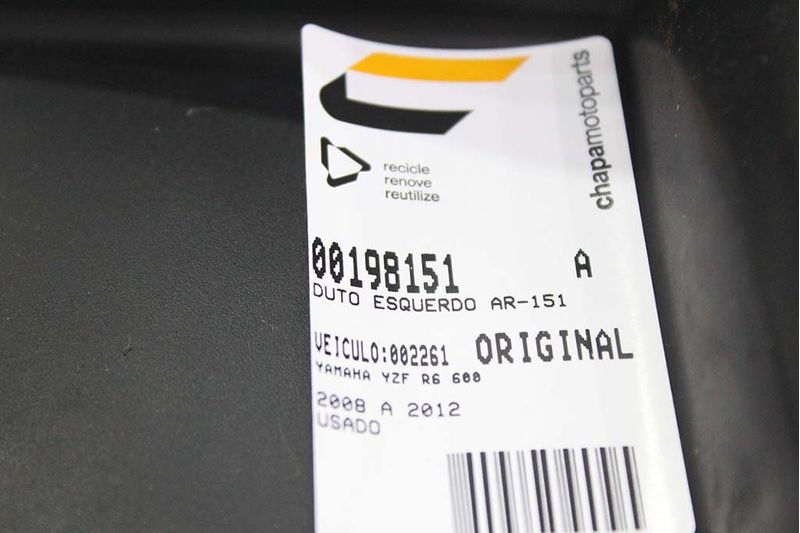 chapamotoparts
recicle
renove
reutilize
00198151 A
DUTO ESQUERDO AR-151
VEICULO:002261 ORIGINAL
YAMAHA YZF R6 600
2008 A 2012
USADO